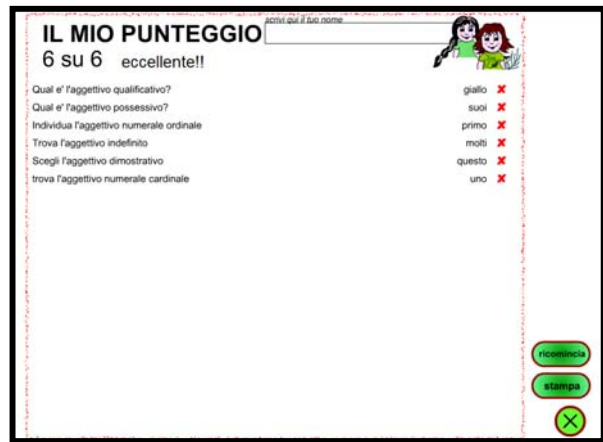 scrivi qui il tuo nome
IL MIO PUNTEGGIO
6 su 6 eccellente!!
Qual e' l'aggettivo qualificativo? giallo
Qual e' l'aggettivo possessivo? suoi
Individua l'aggettivo numerale ordinale primo
Trova l'aggettivo indefinito molti
Scegli l'aggettivo dimostrativo questo
trova l'aggettivo numerale cardinale uno
ricomincia
stampa